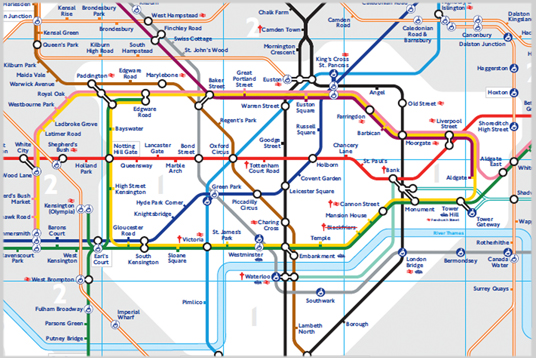 Kensal
Rise
Brondesbury
Park
West Hampstead
Chalk Farm
Camden
Road
Caledonian
Road &
Barnsbury
Canonbury
Dalston Junction
Dalston
Kingsland
Brondesbury
Finchley Road
Swiss Cottage
Camden Town
Kensal Green
Queen's Park
Kilburn
High Road
South
Hampstead
St. John's Wood
Mornington
Crescent
Kilburn Park
Maida Vale
Warwick Avenue
Royal Oak
Westbourne Park
Paddington
Edgware
Road
Marylebone
Baker
Street
Great
Portland
Street
Euston
King's Cross
St. Pancras
Haggerston
Angel
Hoxton
Old Street
Warren Street
Euston
Square
Farringdon
Barbican
Liverpool
Street
Shoreditch
High Street
Edgware
Road
Ladbroke Grove
Latimer Road
Bayswater
Regent's Park
Russell
Square
Goodge
Street
Moorgate
White
City
Shepherd's
Bush
Holland
Park
Notting
Hill Gate
Queensway
Lancaster
Gate
Marble
Arch
Bond
Street
Oxford
Circus
Tottenham
Court Road
Holborn
Chancery
Lane
St. Paul's
Bank
Aldgate
East
Whitechapel
Wood Lane
High Street
Kensington
Covent Garden
Leicester Square
Aldgate
Kensington
(Olympia)
Hyde Park Corner
Knightsbridge
Green Park
Piccadilly
Circus
Cannon Street
Mansion House
Blackfriars
Monument
Tower
Hill
Tower
Gateway
Barons
Court
Gloucester
Road
Victoria
St. James's
Park
Charing
Cross
Temple
River Thames
West
Kensington
Earl's
Court
South
Kensington
Sloane
Square
Westminster
Embankment
Rotherhithe
London
Bridge
Bermondsey
Canada
Water
West Brompton
Waterloo
Southwark
Surrey Quays
Pimlico
Fulham Broadway
Parsons Green
Putney Bridge
Imperial
Wharf
Lambeth
North
Borough
2
1
2
1